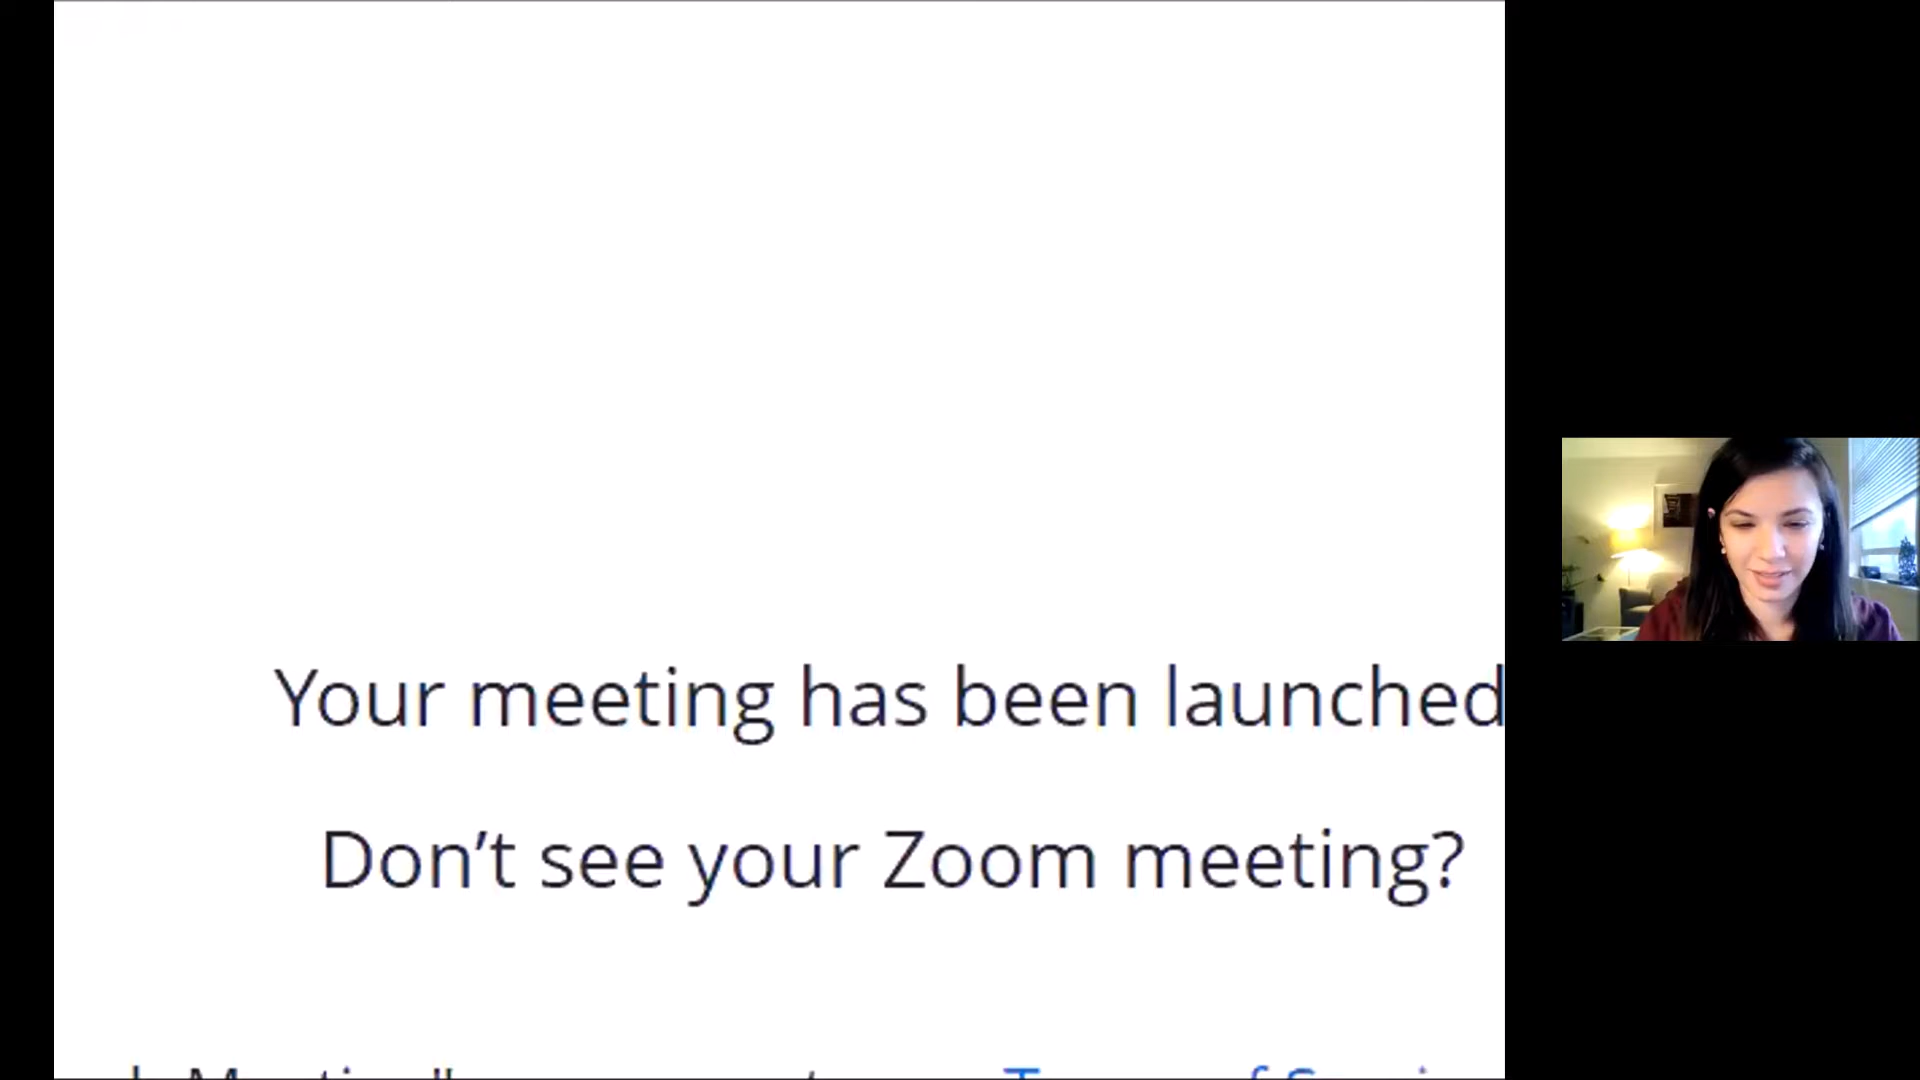 Your meeting has been launched
Don’t see your Zoom meeting?